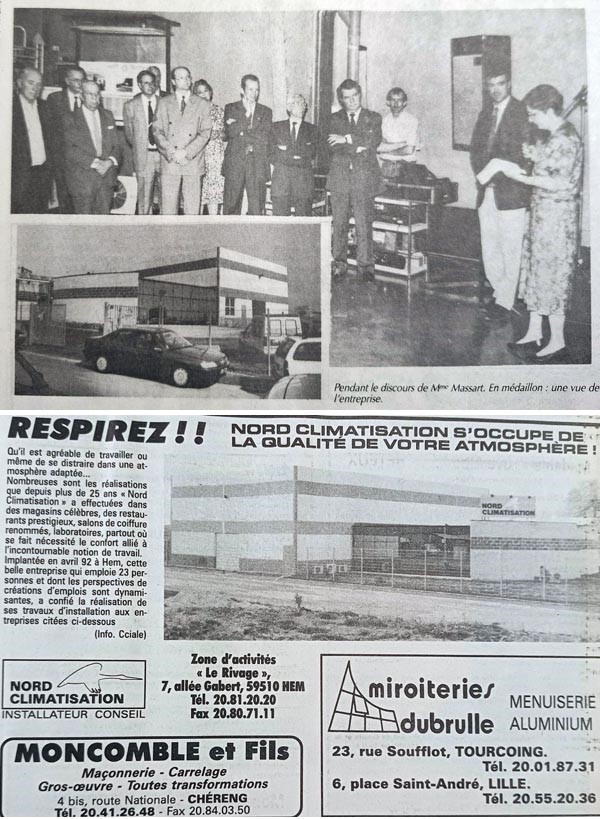 Pendant le discours de Mme Massart. En médaillon : une vue de
l'entreprise.
RESPIREZ!!
NORD CLIMATISATION S'OCCUPE DE
LA QUALITÉ DE VOTRE ATMOSPHÈRE !
Qu'il est agréable de travailler ou
même de se distraire dans une at-
mosphère adaptée...
Nombreuses sont les réalisations
que depuis plus de 25 ans « Nord
Climatisation » a effectuées dans
des magasins célèbres, des restau-
rants prestigieux, salons de coiffure
renommés, laboratoires, partout où
se fait nécessité le confort allié à
l'incontournable notion de travail.
Implantée en avril 92 à Hem, cette
belle entreprise qui emploie 23 per-
sonnes et dont les perspectives de
créations d'emplois sont dynami-
santes, a confié la réalisation de
ses travaux d'installation aux en-
treprises citées ci-dessous
(Info. Cciale)
NORD
CLIMATISATION
NORD
CLIMATISATION
INSTALLATEUR CONSEIL
Zone d'activités
« Le Rivage »,
7, allée Gabert, 59510 HEM
Tél. 20.81.20.20
Fax 20.80.71.11
MONCOMBLE et Fils
Maçonnerie - Carrelage
Gros-œuvre - Toutes transformations
4 bis, route Nationale - CHÉRENG
Tél. 20.41.26.48 - Fax 20.84.03.50
miroiteries
dubrulle
MENUISERIE
ALUMINIUM
23, rue Soufflot, TOURCOING.
Tél. 20.01.87.31
6, place Saint-André, LILLE.
Tél. 20.55.20.36